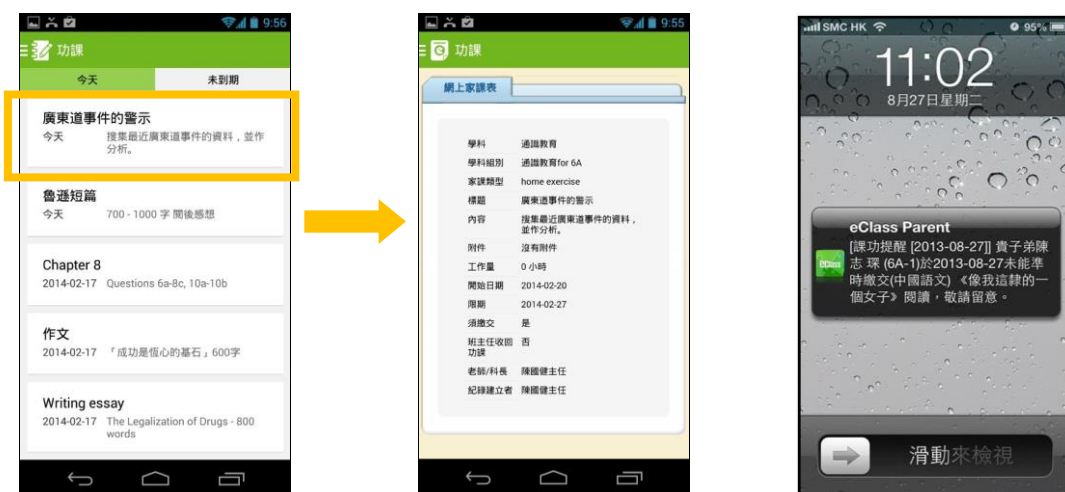 9:56
功課
今天
未到期
廣東道事件的警示
今天 搜集最近廣東道事件的資料，並作
分析。
魯遜短篇
今天 700 - 1000 字 閱後感想
Chapter 8
2014-02-17 Questions 6a-8c, 10a-10b
作文
2014-02-17 「成功是恆心的基石」600字
Writing essay
2014-02-17 The Legalization of Drugs - 800
words
9:55
功課
網上家課表
學科 通識教育
學科組別 通識教育for 6A
家課類型 home exercise
標題 廣東道事件的警示
內容 搜集最近廣東道事件的資料，
並作分析。
附件 沒有附件
工作量 0 小時
開始日期 2014-02-20
限期 2014-02-27
須繳交 是
班主任收回 否
功課
老師/科長 陳國健主任
紀錄建立者 陳國健主任
SMC HK
95%
11:02
8月27日星期二
eClass Parent
eClass
[課功提醒 [2013-08-27]] 貴子弟陳
志 琛 (6A-1)於2013-08-27未能準
時繳交(中國語文) 《像我這隸的一
個女子》閱讀，敬請留意。
滑動來檢視